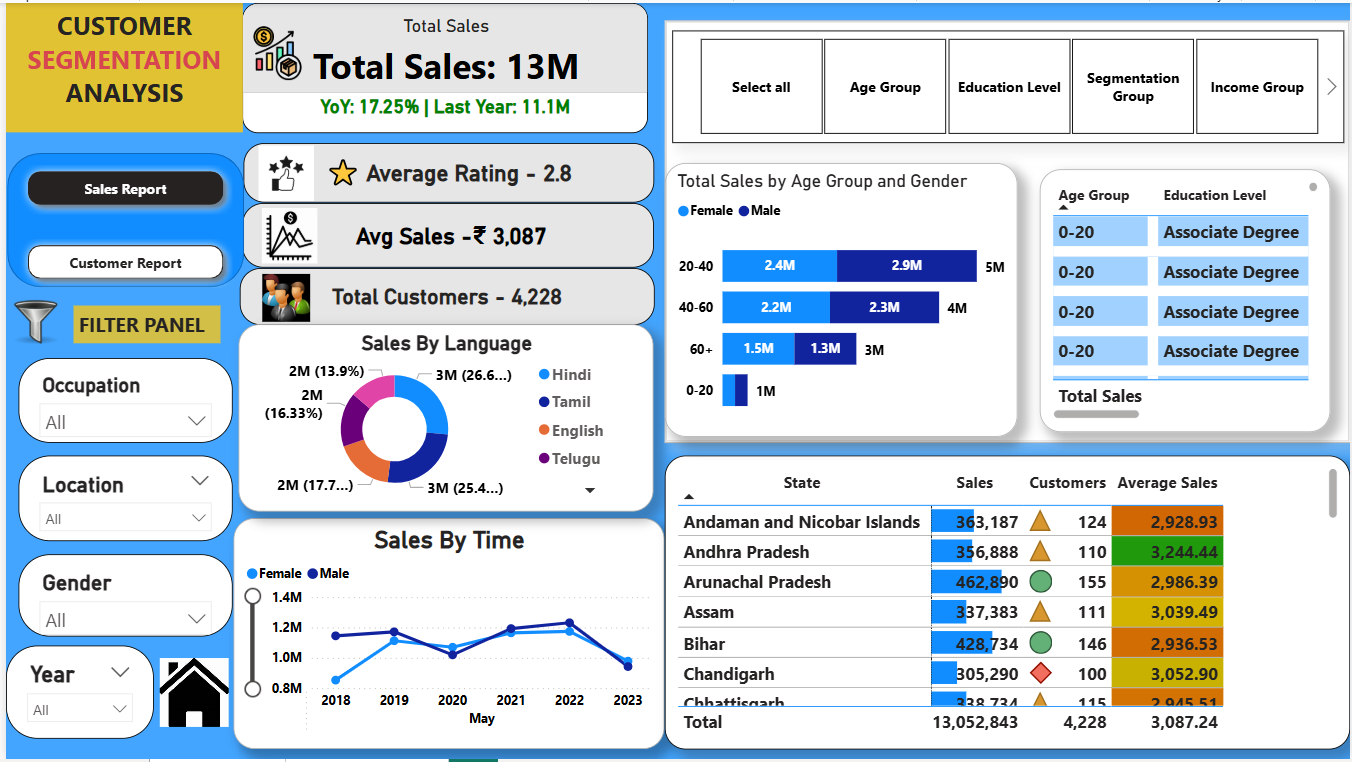 CUSTOMER
SEGMENTATION
ANALYSIS
Total Sales
Total Sales: 13M
YoY: 17.25% | Last Year: 11.1M
Select all
Age Group
Education Level
Segmentation
Group
Income Group
Sales Report
Customer Report
Average Rating - 2.8
Avg Sales -₹ 3,087
Total Customers - 4,228
FILTER PANEL
Occupation
All
Location
All
Gender
All
Year
All
Sales By Language
2M (13.9%)
3M (26.6...)
2M
(16.33%)
2M (17.7...)
3M (25.4...)
Hindi
Tamil
English
Telugu
Sales By Time
Female Male
1.4M
1.2M
1.0M
0.8M
2018 2019 2020 2021 2022 2023
May
Total Sales by Age Group and Gender
Female Male
20-40 2.4M 2.9M 5M
40-60 2.2M 2.3M 4M
60+ 1.5M 1.3M 3M
0-20 1M
Age Group Education Level
0-20 Associate Degree
0-20 Associate Degree
0-20 Associate Degree
0-20 Associate Degree
Total Sales
State Sales Customers Average Sales
Andaman and Nicobar Islands 363,187 124 2,928.93
Andhra Pradesh 356,888 110 3,244.44
Arunachal Pradesh 462,890 155 2,986.39
Assam 337,383 111 3,039.49
Bihar 428,734 146 2,936.53
Chandigarh 305,290 100 3,052.90
Chhattisgarh 338,734 115 2,945.51
Total 13,052,843 4,228 3,087.24